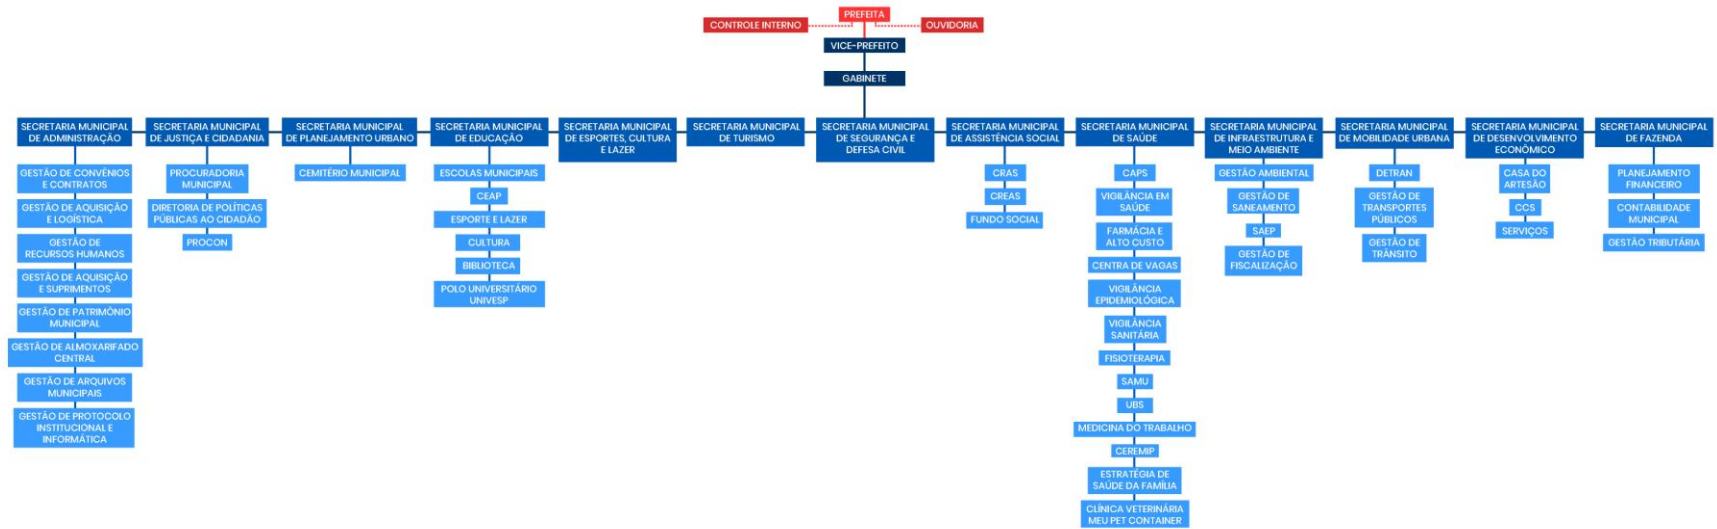 PREFEITA
CONTROLE INTERNO
OUVIDORIA
VICE-PREFEITO
GABINETE
SECRETARIA MUNICIPAL
DE ADMINISTRAÇÃO
GESTÃO DE CONVÊNIOS
E CONTRATOS
GESTÃO DE AQUISIÇÃO
E LOGÍSTICA
GESTÃO DE
RECURSOS HUMANOS
GESTÃO DE AQUISIÇÃO
E SUPRIMENTOS
GESTÃO DE PATRIMÔNIO
MUNICIPAL
GESTÃO DE ALMOXARIFADO
CENTRAL
GESTÃO DE ARQUIVOS
MUNICIPAIS
GESTÃO DE PROTOCOLO
INSTITUCIONAL E
INFORMÁTICA
SECRETARIA MUNICIPAL
DE JUSTIÇA E CIDADANIA
PROCURADORIA
MUNICIPAL
DIRETORIA DE POLÍTICAS
PÚBLICAS AO CIDADÃO
PROCON
SECRETARIA MUNICIPAL
DE PLANEJAMENTO URBANO
CEMITÉRIO MUNICIPAL
SECRETARIA MUNICIPAL
DE EDUCAÇÃO
ESCOLAS MUNICIPAIS
CEAP
ESPORTE E LAZER
CULTURA
BIBLIOTECA
POLO UNIVERSITÁRIO
UNIVESP
SECRETARIA MUNICIPAL
DE ESPORTES, CULTURA
E LAZER
SECRETARIA MUNICIPAL
DE TURISMO
SECRETARIA MUNICIPAL
DE SEGURANÇA E
DEFESA CIVIL
SECRETARIA MUNICIPAL
DE ASSISTÊNCIA SOCIAL
CRAS
CREAS
FUNDO SOCIAL
SECRETARIA MUNICIPAL
DE SAÚDE
CAPS
VIGILÂNCIA EM
SAÚDE
FARMÁCIA E
ALTO CUSTO
CENTRA DE VAGAS
VIGILÂNCIA
EPIDEMIOLÓGICA
VIGILÂNCIA
SANITÁRIA
FISIOTERAPIA
SAMU
UBS
MEDICINA DO TRABALHO
CEREMIP
ESTRATÉGIA DE
SAÚDE DA FAMÍLIA
CLÍNICA VETERINÁRIA
MEU PET CONTAINER
SECRETARIA MUNICIPAL
DE INFRAESTRUTURA E
MEIO AMBIENTE
GESTÃO AMBIENTAL
GESTÃO DE
SANEAMENTO
SAEP
GESTÃO DE
FISCALIZAÇÃO
SECRETARIA MUNICIPAL
DE MOBILIDADE URBANA
DETRAN
GESTÃO DE
TRANSPORTES
PÚBLICOS
GESTÃO DE
TRÂNSITO
SECRETARIA MUNICIPAL
DE DESENVOLVIMENTO
ECONÔMICO
CASA DO
ARTESÃO
CCS
SERVIÇOS
SECRETARIA MUNICIPAL
DE FAZENDA
PLANEJAMENTO
FINANCEIRO
CONTABILIDADE
MUNICIPAL
GESTÃO TRIBUTÁRIA